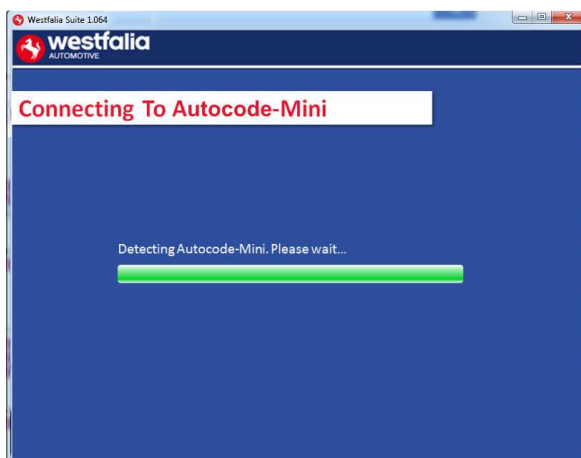 Westfalia Suite 1.064
westfalia
AUTOMOTIVE
Connecting To Autocode-Mini
Detecting Autocode-Mini. Please wait...